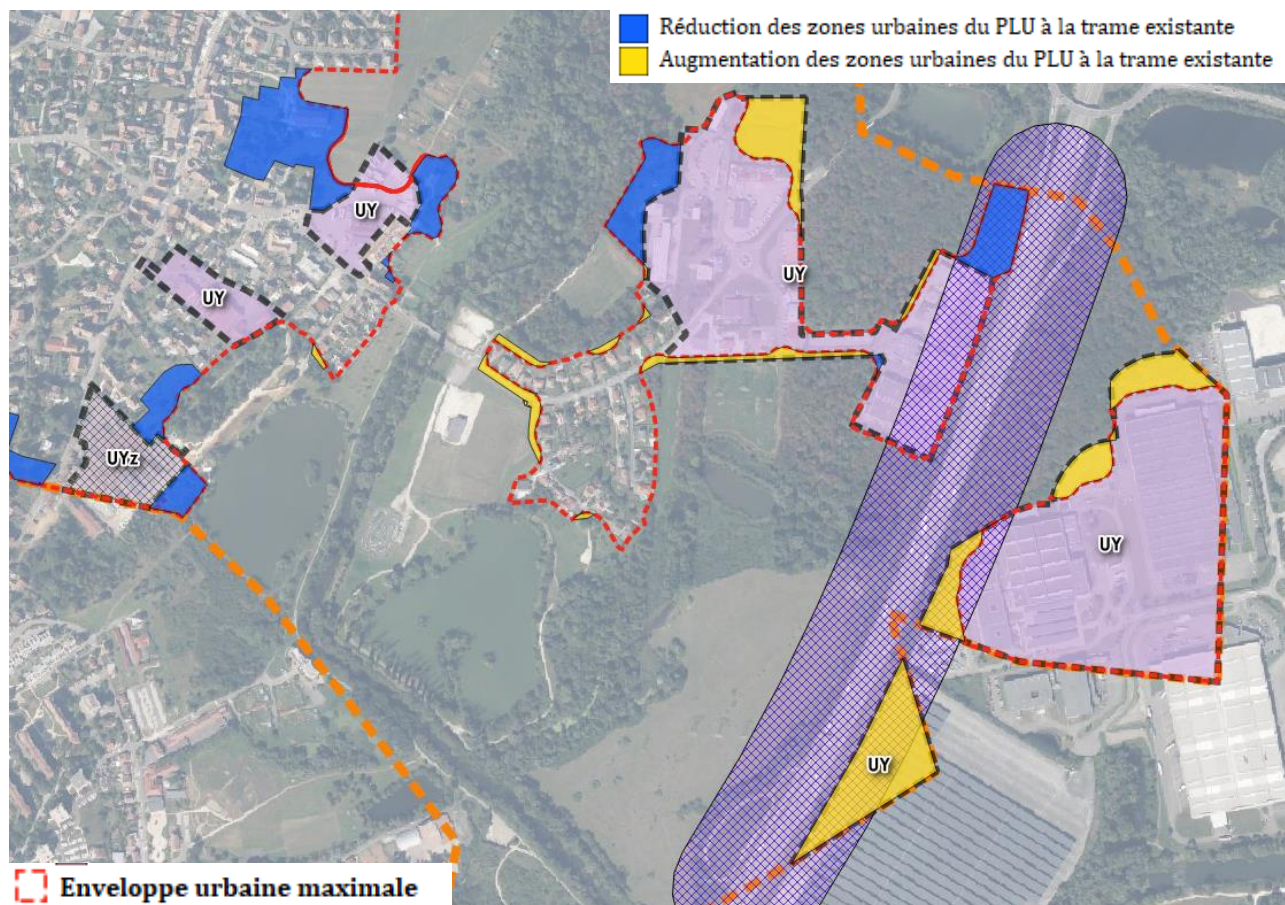 Réduction des zones urbaines du PLU à la trame existante
Augmentation des zones urbaines du PLU à la trame existante
UY
UY
UY
UYz
UY
UY
Enveloppe urbaine maximale